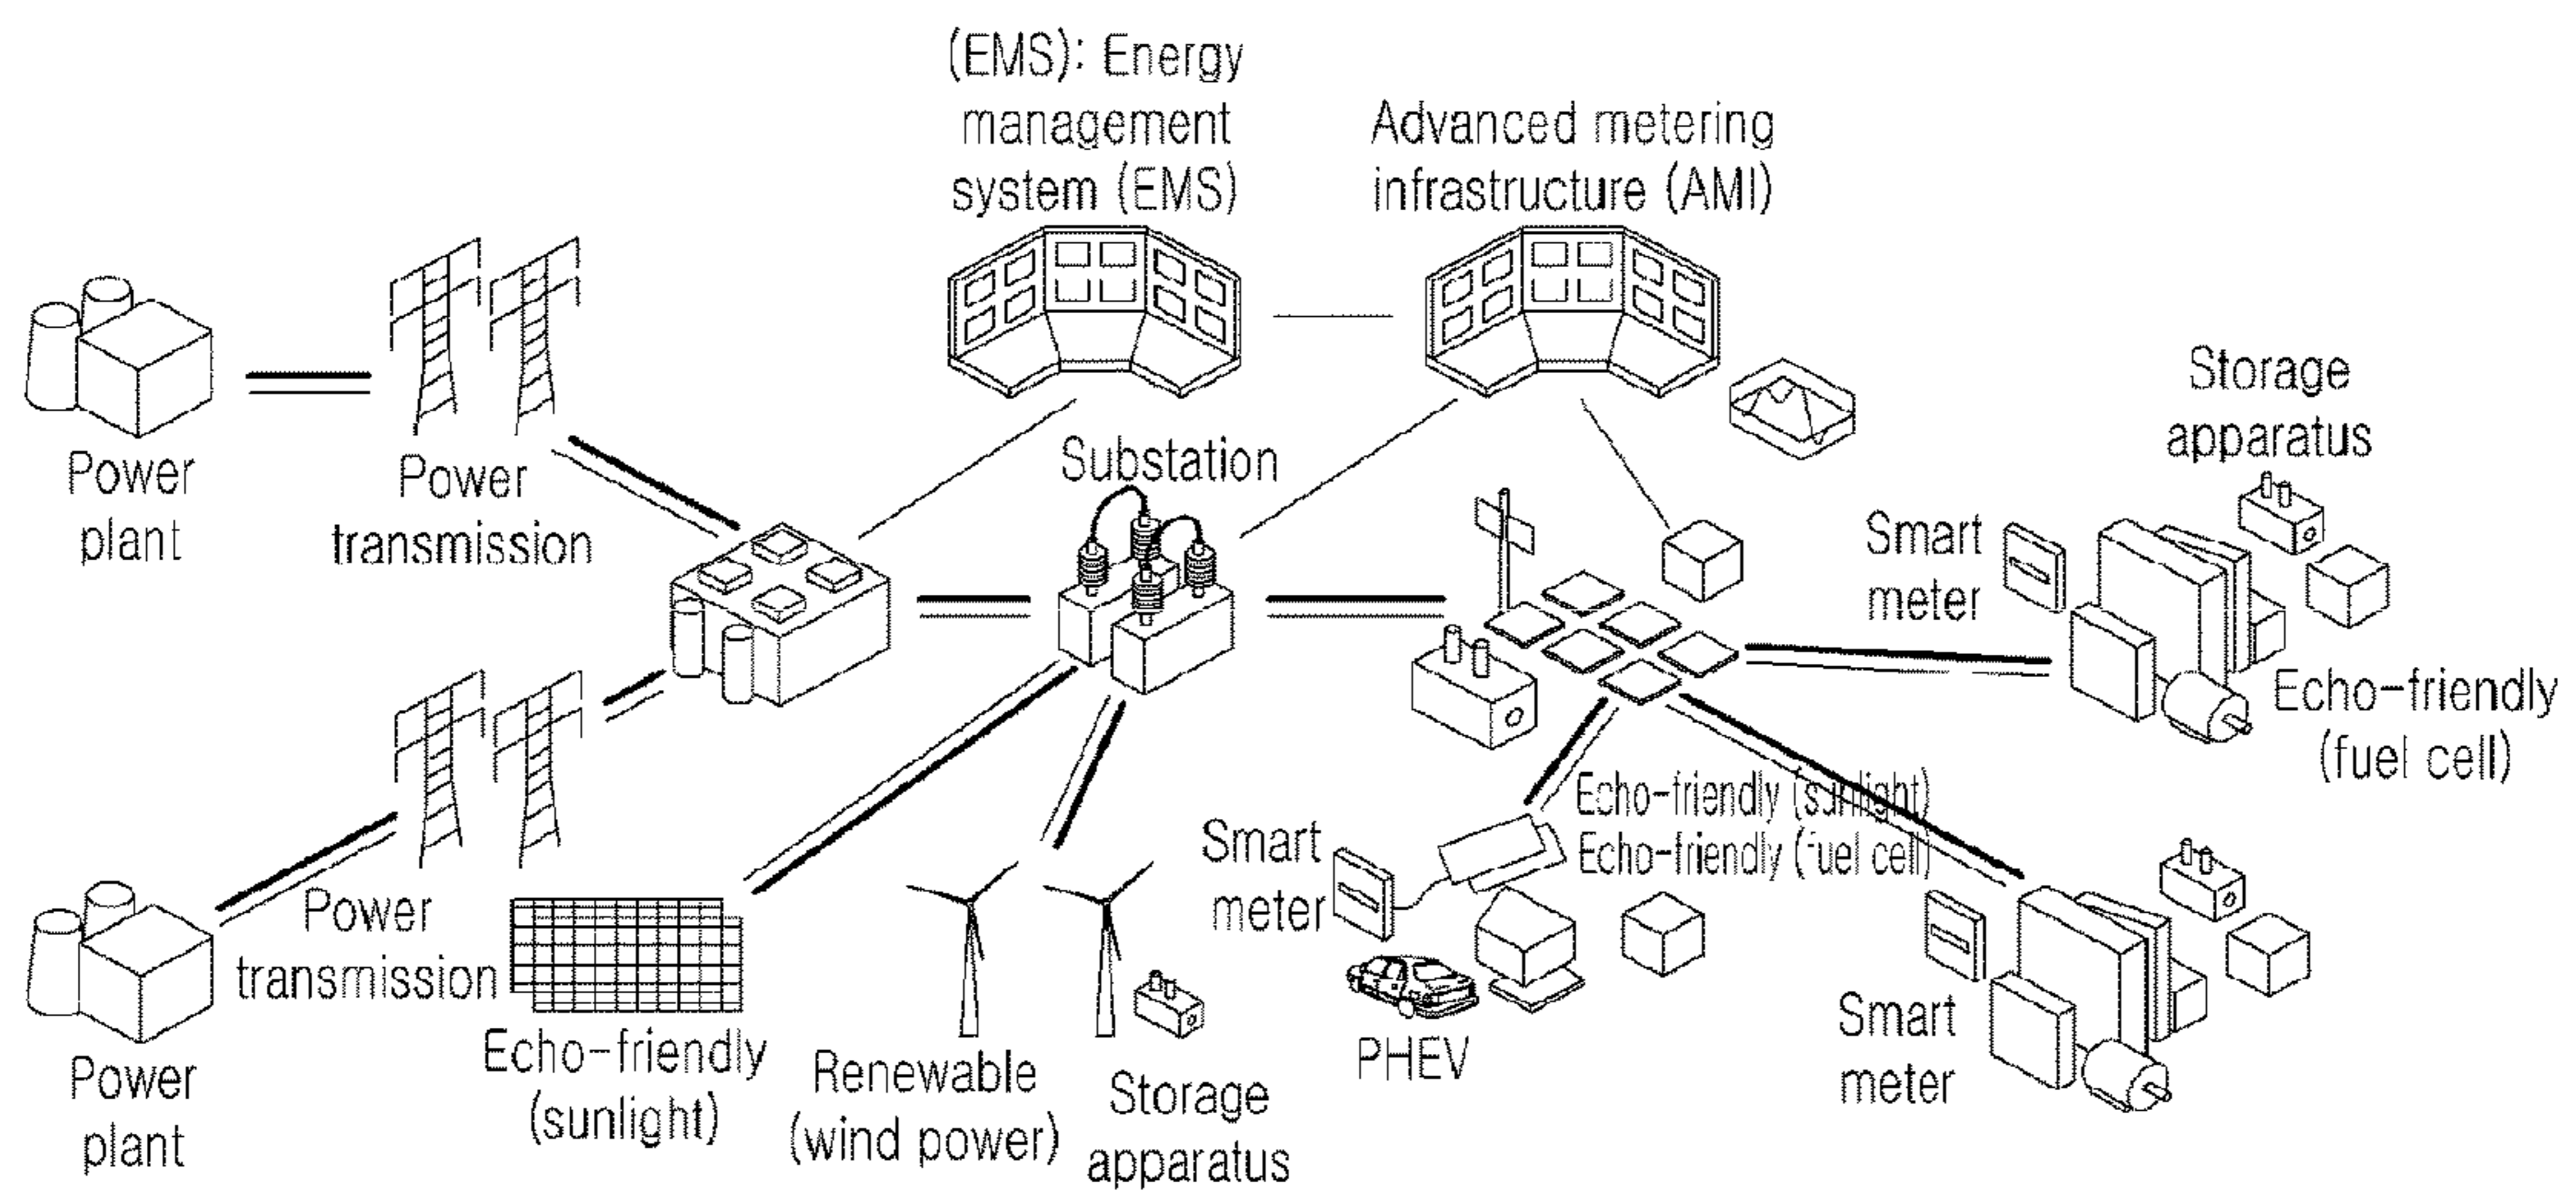 (EMS): Energy
management
system (EMS)
Advanced metering
infrastructure (AMI)
Power
plant
Power
transmission
Substation
Storage
apparatus
Smart
meter
Echo-friendly
(fuel cell)
Echo-friendly (sunlight)
Echo-friendly (fuel cell)
Smart
meter
Power
transmission
Power
plant
Echo-friendly
(sunlight)
Renewable
(wind power)
Storage
apparatus
PHEV
Smart
meter